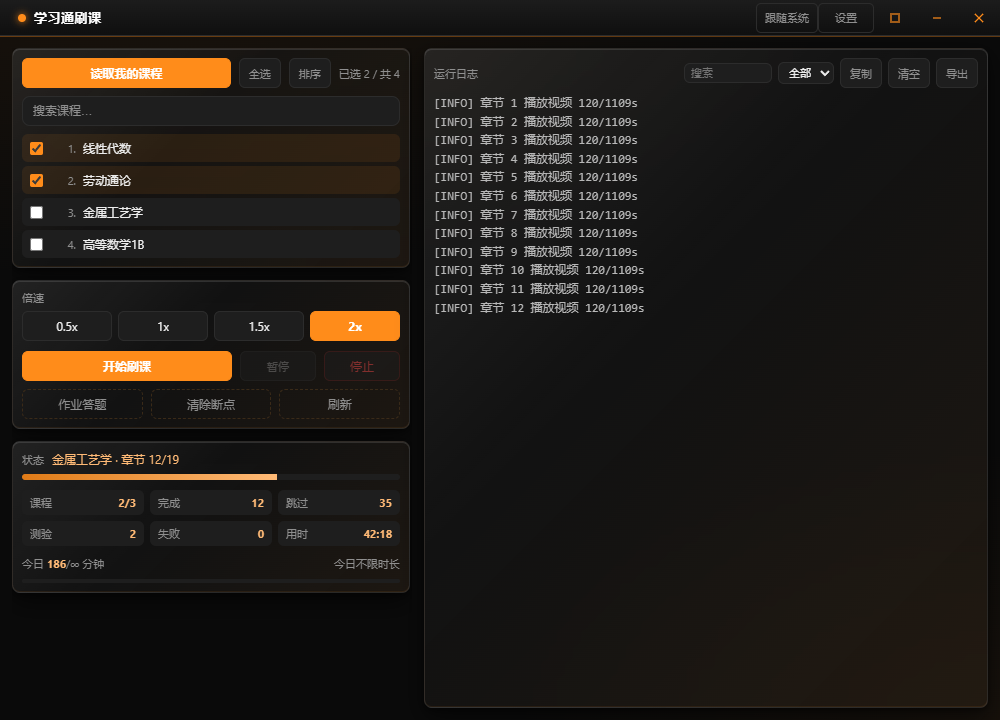 学习通刷课
跟随系统 设置
读取我的课程 全选 排序 已选 2 / 共 4
搜索课程...
1. 线性代数
2. 劳动通论
3. 金属工艺学
4. 高等数学1B
倍速
0.5x 1x 1.5x 2x
开始刷课 暂停 停止
作业答题 清除断点 刷新
状态 金属工艺学 · 章节 12/19
课程 2/3 完成 12 跳过 35
测验 2 失败 0 用时 42:18
今日 186/∞ 分钟 今日不限时长
运行日志 搜索 全部 复制 清空 导出
[INFO] 章节 1 播放视频 120/1109s
[INFO] 章节 2 播放视频 120/1109s
[INFO] 章节 3 播放视频 120/1109s
[INFO] 章节 4 播放视频 120/1109s
[INFO] 章节 5 播放视频 120/1109s
[INFO] 章节 6 播放视频 120/1109s
[INFO] 章节 7 播放视频 120/1109s
[INFO] 章节 8 播放视频 120/1109s
[INFO] 章节 9 播放视频 120/1109s
[INFO] 章节 10 播放视频 120/1109s
[INFO] 章节 11 播放视频 120/1109s
[INFO] 章节 12 播放视频 120/1109s